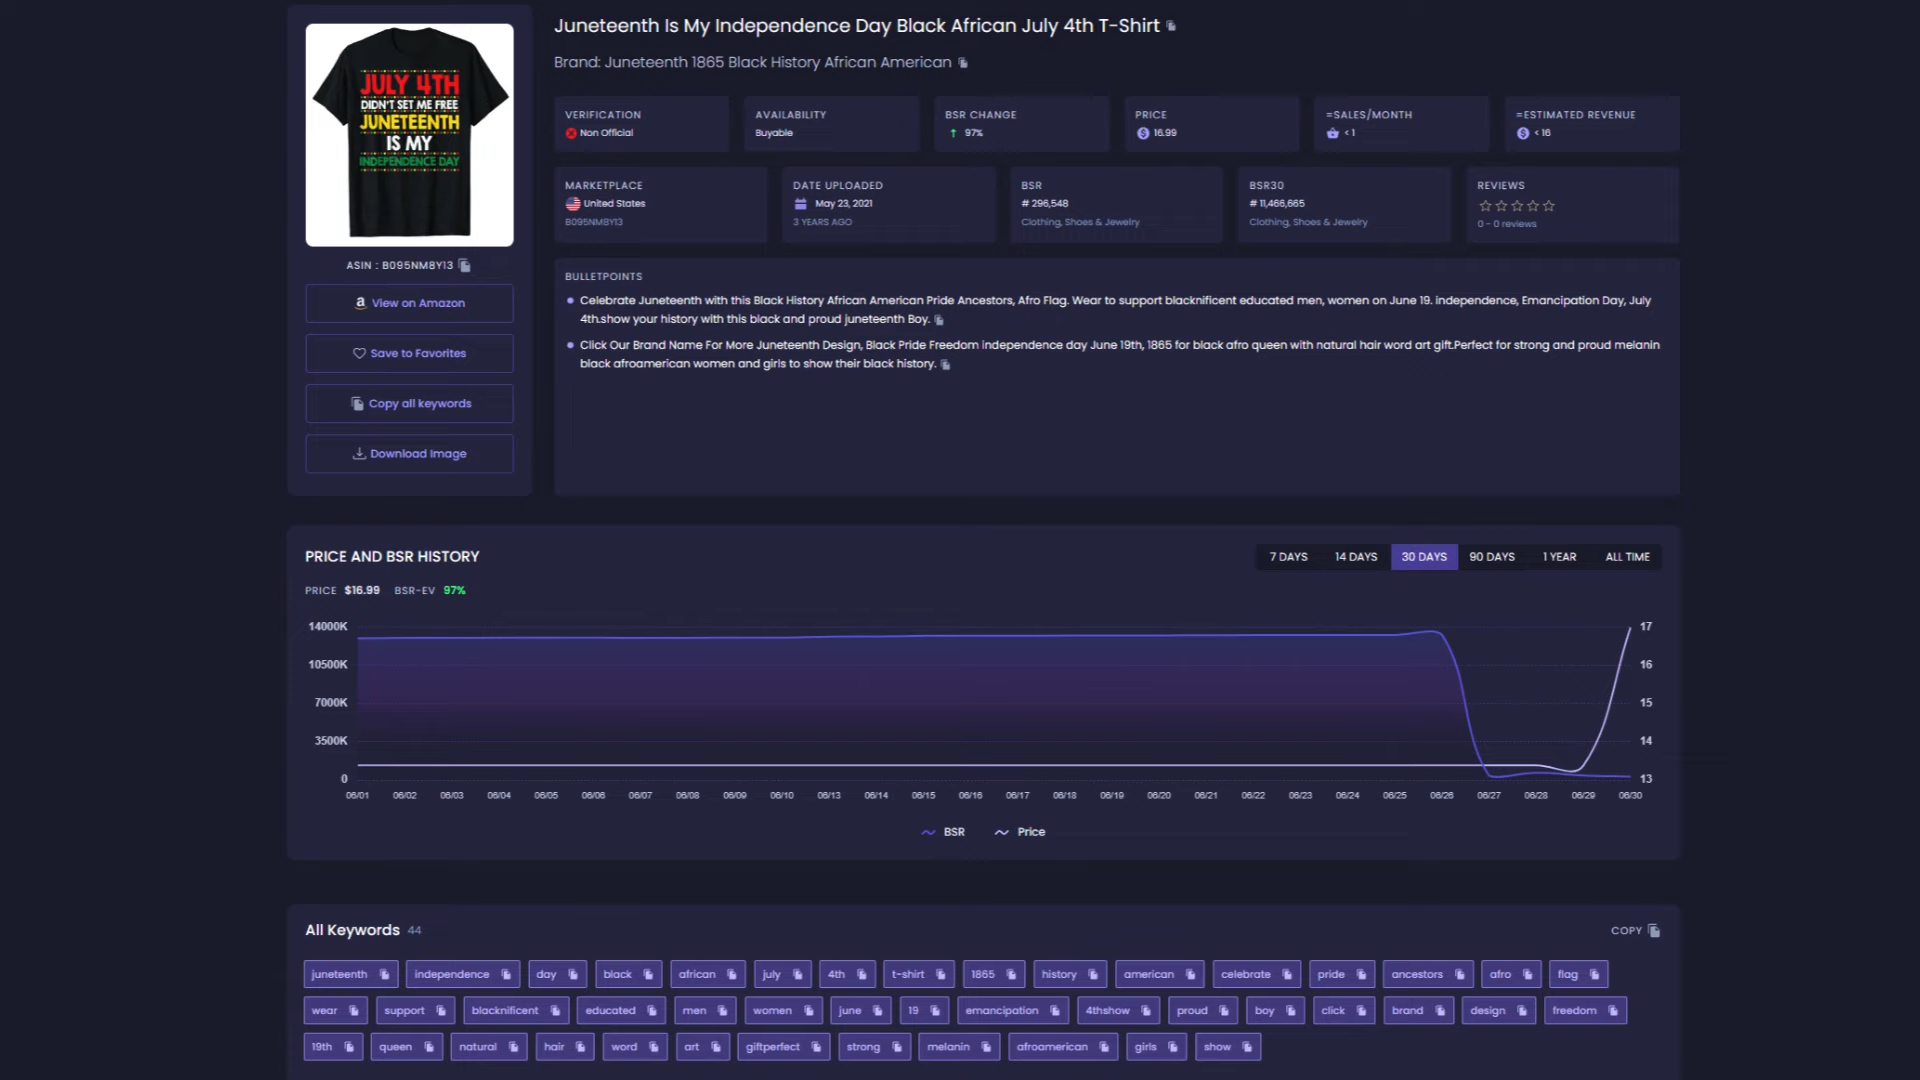 Juneteenth Is My Independence Day Black African July 4th T-Shirt
Brand: Juneteenth 1865 Black History African American
JULY 4TH
DIDN'T SET ME FREE
JUNETEENTH
IS MY
INDEPENDENCE DAY
ASIN : B095NM8Y13
View on Amazon
Save to Favorites
Copy all keywords
Download Image
VERIFICATION
Non Official
AVAILABILITY
Buyable
BSR CHANGE
↑ 97%
PRICE
16.99
=SALES/MONTH
< 1
=ESTIMATED REVENUE
< 16
MARKETPLACE
United States
B095NM8Y13
DATE UPLOADED
May 23, 2021
3 YEARS AGO
BSR
# 296,548
Clothing, Shoes & Jewelry
BSR30
# 11,466,665
Clothing, Shoes & Jewelry
REVIEWS
0 - 0 reviews
BULLETPOINTS
Celebrate Juneteenth with this Black History African American Pride Ancestors, Afro Flag. Wear to support blacknificent educated men, women on June 19. independence, Emancipation Day, July
4th.show your history with this black and proud juneteenth Boy.
Click Our Brand Name For More Juneteenth Design, Black Pride Freedom independence day June 19th, 1865 for black afro queen with natural hair word art gift.Perfect for strong and proud melanin
black afroamerican women and girls to show their black history.
PRICE AND BSR HISTORY
7 DAYS 14 DAYS 30 DAYS 90 DAYS 1 YEAR ALL TIME
PRICE $16.99 BSR-EV 97%
14000K 17
10500K 16
7000K 15
3500K 14
0 13
06/01 06/02 06/03 06/04 06/05 06/06 06/07 06/08 06/09 06/10 06/13 06/14 06/15 06/16 06/17 06/18 06/19 06/20 06/21 06/22 06/23 06/24 06/25 06/26 06/27 06/28 06/29 06/30
BSR Price
All Keywords 44 COPY
juneteenth independence day black african july 4th t-shirt 1865 history american celebrate pride ancestors afro flag
wear support blacknificent educated men women june 19 emancipation 4thshow proud boy click brand design freedom
19th queen natural hair word art giftperfect strong melanin afroamerican girls show